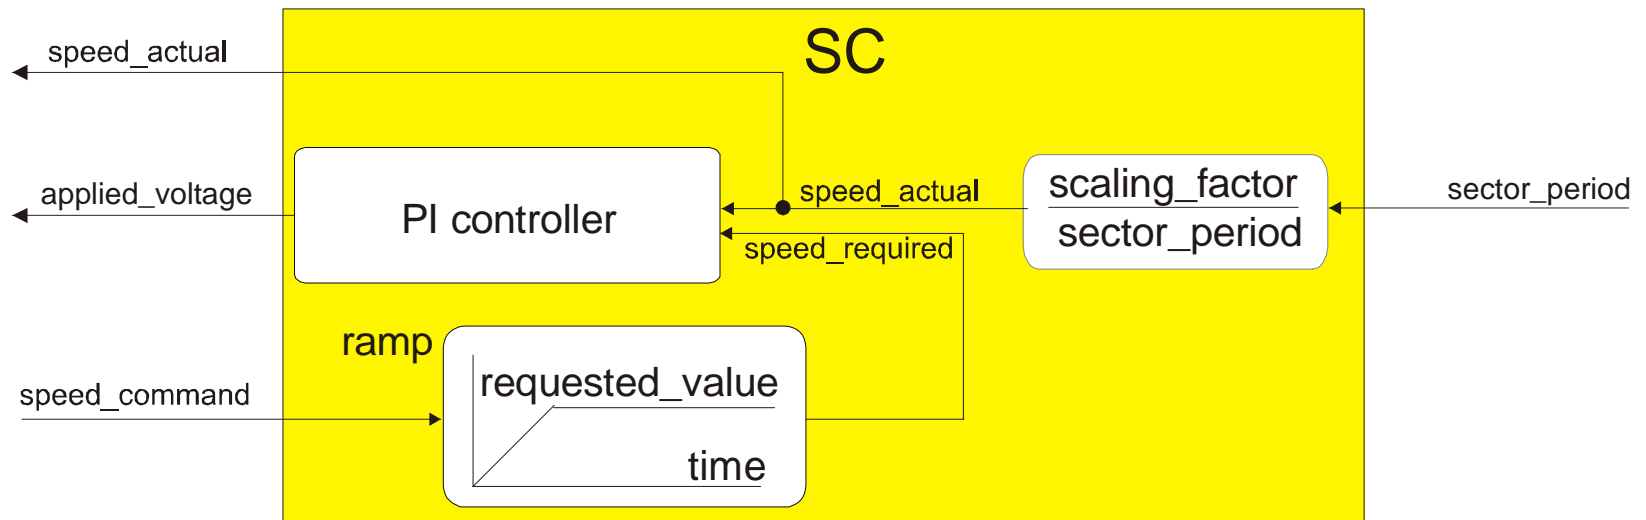 SC
speed_actual
applied_voltage
PI controller
speed_actual
speed_required
scaling_factor
sector_period
sector_period
ramp
requested_value
time
speed_command